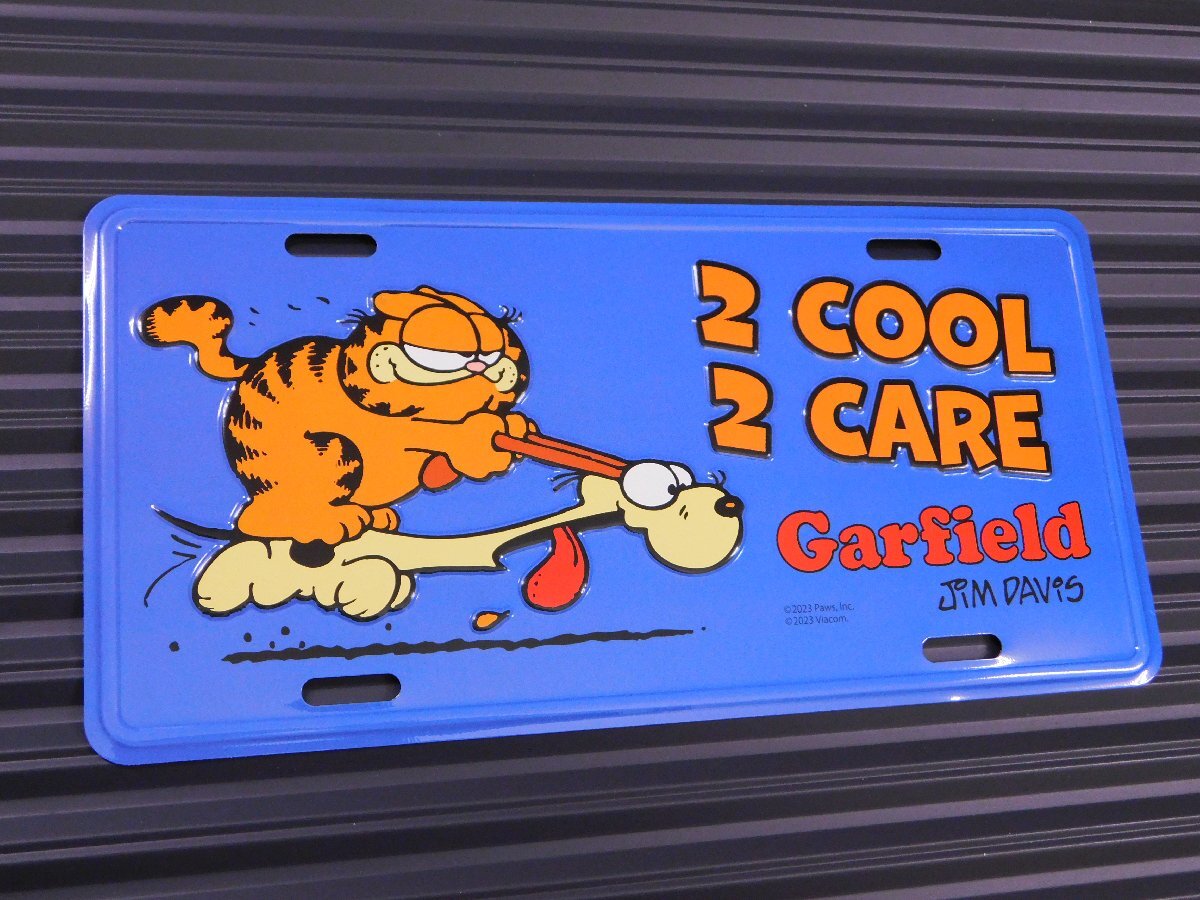 2 COOL
2 CARE
Garfield
JIM DAVIS
©2023 Paws, Inc.
©2023 Viacom.